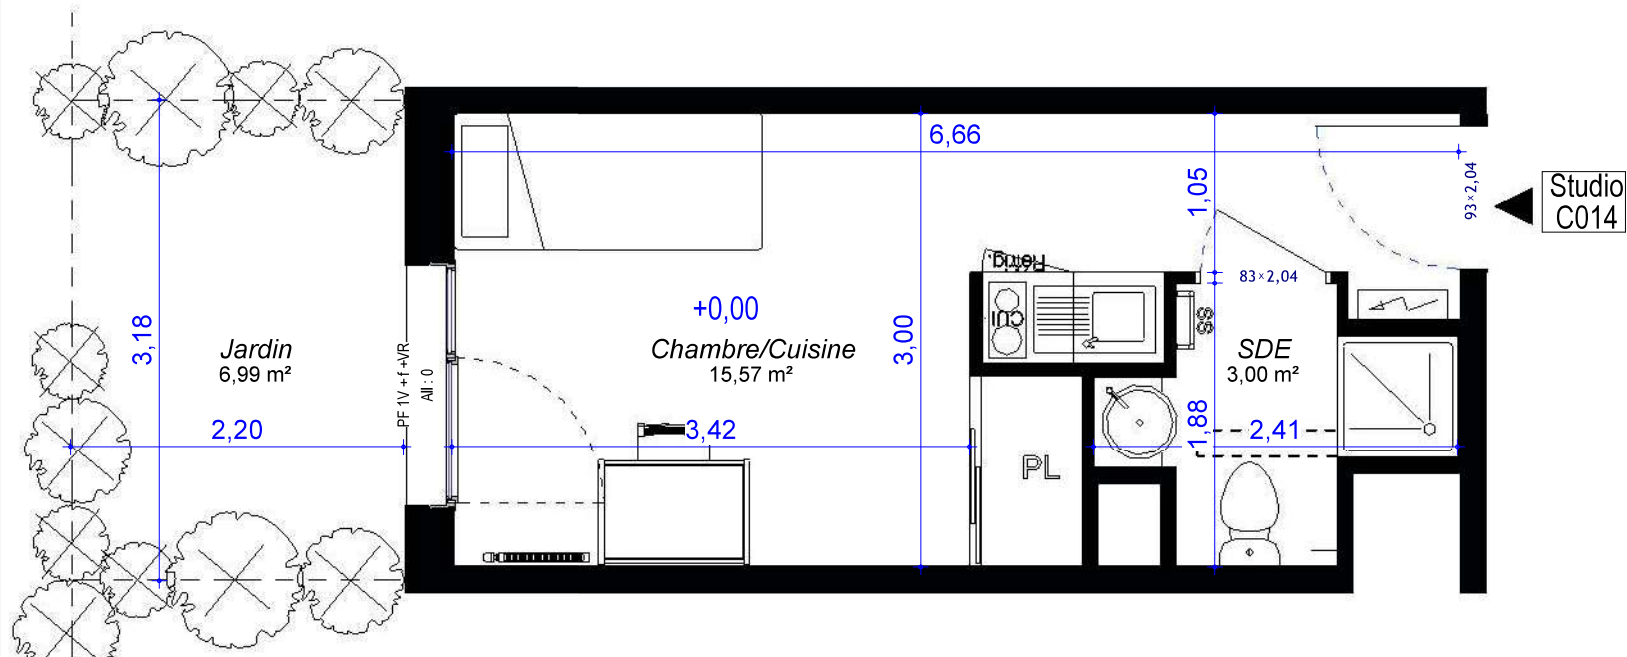 6,66
1,05
93×2,04
Studio
C014
Réfrig.
83×2,04
CUI
SS
+0,00
3,18
3,00
Jardin
6,99 m²
PF 1V + f +VR
All : 0
Chambre/Cuisine
15,57 m²
SDE
3,00 m²
2,20
3,42
1,88
2,41
PL